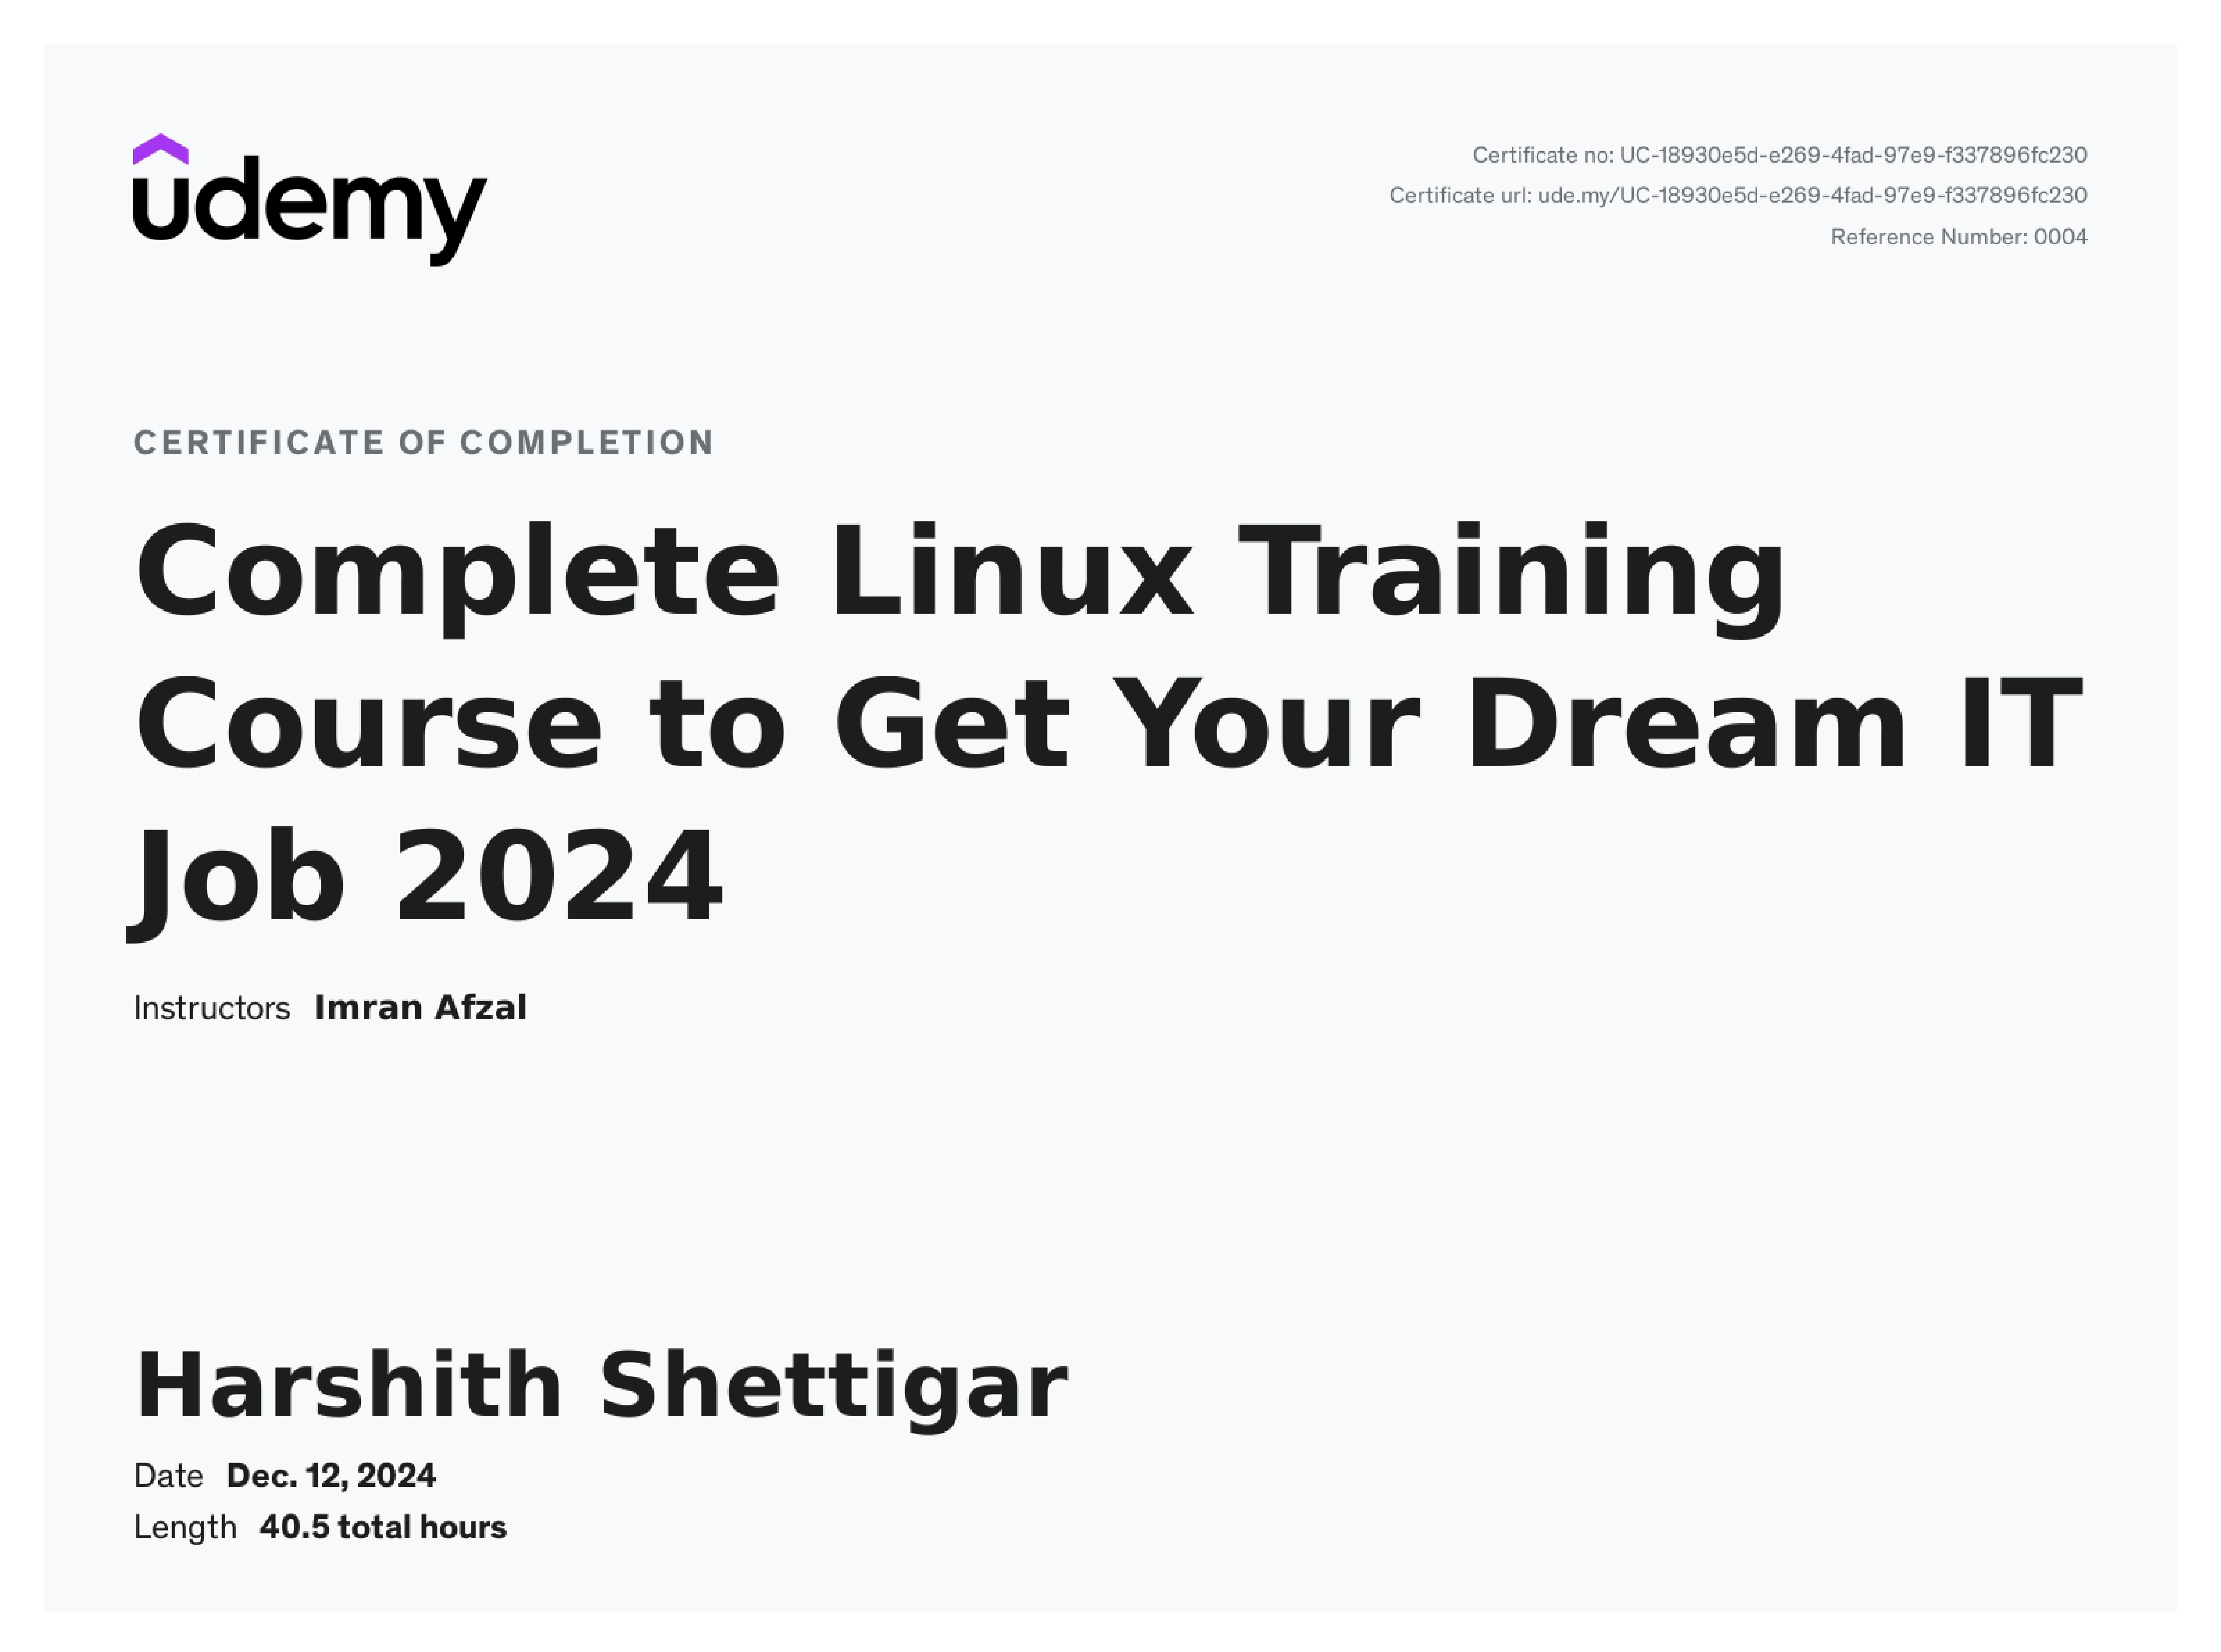 udemy
Certificate no: UC-18930e5d-e269-4fad-97e9-f337896fc230
Certificate url: ude.my/UC-18930e5d-e269-4fad-97e9-f337896fc230
Reference Number: 0004
CERTIFICATE OF COMPLETION
Complete Linux Training
Course to Get Your Dream IT
Job 2024
Instructors Imran Afzal
Harshith Shettigar
Date Dec. 12, 2024
Length 40.5 total hours